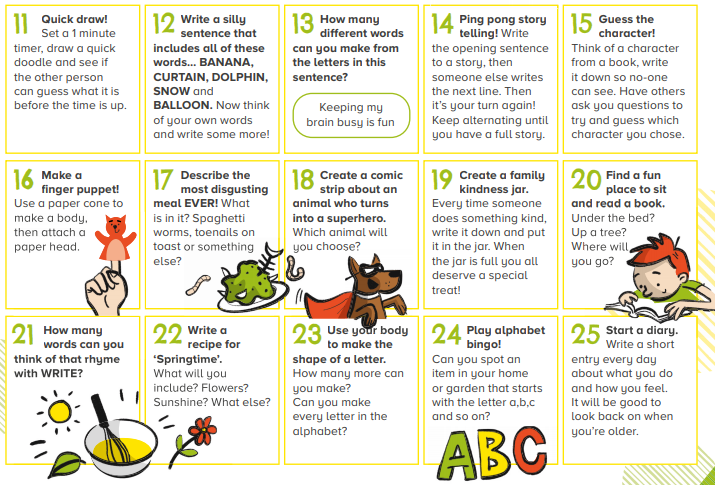 11 Quick draw!
Set a 1 minute
timer, draw a quick
doodle and see if
the other person
can guess what it is
before the time is up.
12 Write a silly
sentence that
includes all of these
words... BANANA,
CURTAIN, DOLPHIN,
SNOW and
BALLOON. Now think
of your own words
and write some more!
13 How many
different words
can you make from
the letters in this
sentence?
Keeping my
brain busy is fun
14 Ping pong story
telling! Write
the opening sentence
to a story, then
someone else writes
the next line. Then
it's your turn again!
Keep alternating until
you have a full story.
15 Guess the
character!
Think of a character
from a book, write
it down so no-one
can see. Have others
ask you questions to
try and guess which
character you chose.
16 Make a
finger puppet!
Use a paper cone to
make a body,
then attach a
paper head.
17 Describe the
most disgusting
meal EVER! What
is in it? Spaghetti
worms, toenails on
toast or something
else?
18 Create a comic
strip about an
animal who turns
into a superhero.
Which animal will
you choose?
19 Create a family
kindness jar.
Every time someone
does something kind,
write it down and put
it in the jar. When
the jar is full you all
deserve a special
treat!
20 Find a fun
place to sit
and read a book.
Under the bed?
Up a tree?
Where will
you go?
21 How many
words can you
think of that rhyme
with WRITE?
22 Write a
recipe for
'Springtime'.
What will you
include? Flowers?
Sunshine? What else?
23 Use your body
to make the
shape of a letter.
How many more can
you make?
Can you make
every letter in the
alphabet?
24 Play alphabet
bingo!
Can you spot an
item in your home
or garden that starts
with the letter a,b,c
and so on?
ABC
25 Start a diary.
Write a short
entry every day
about what you do
and how you feel.
It will be good to
look back on when
you're older.